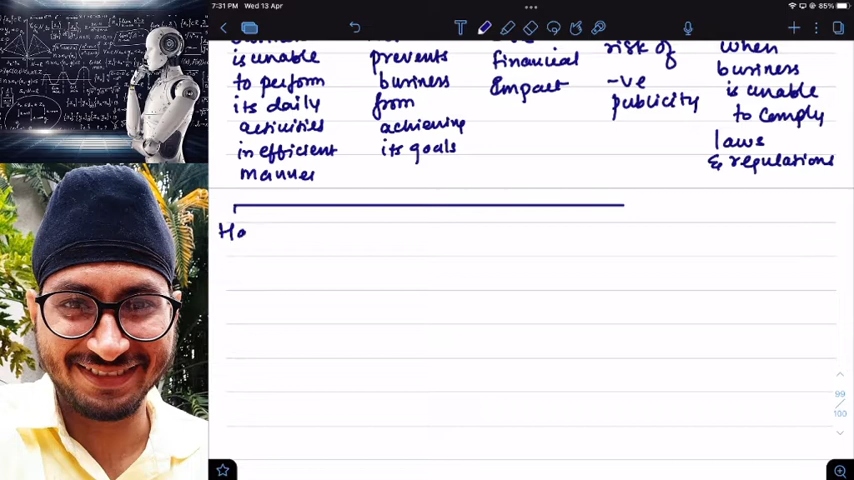 7:31 PM Wed 13 Apr
85%
is unable
to perform
its daily
activities
in efficient
manner
prevents
business
from
achieving
its goals
financial
Impact
risk of
-ve
publicity
when
business
is unable
to comply
laws
& regulations
Ho
99
100